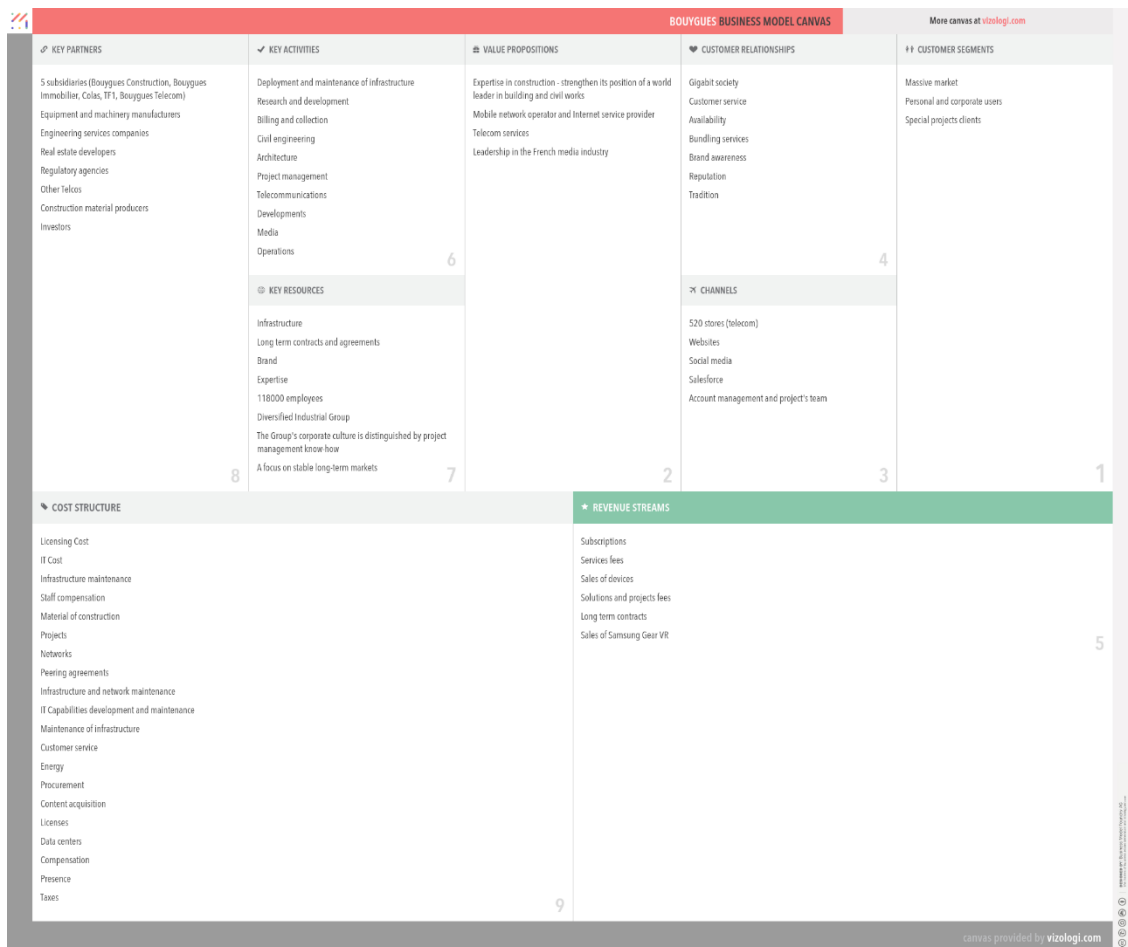 BOUYGUES BUSINESS MODEL CANVAS
More canvas at vizologi.com
KEY PARTNERS
5 subsidiaries (Bouygues Construction, Bouygues
Immobilier, Colas, TF1, Bouygues Telecom)
Equipment and machinery manufacturers
Engineering services companies
Real estate developers
Regulatory agencies
Other Telcos
Construction material producers
Investors
8
KEY ACTIVITIES
Deployment and maintenance of infrastructure
Research and development
Billing and collection
Civil engineering
Architecture
Project management
Telecommunications
Developments
Media
Operations
6
KEY RESOURCES
Infrastructure
Long term contracts and agreements
Brand
Expertise
118000 employees
Diversified Industrial Group
The Group's corporate culture is distinguished by project
management know-how
A focus on stable long-term markets
7
VALUE PROPOSITIONS
Expertise in construction - strengthen its position of a world
leader in building and civil works
Mobile network operator and Internet service provider
Telecom services
Leadership in the French media industry
2
CUSTOMER RELATIONSHIPS
Gigabit society
Customer service
Availability
Bundling services
Brand awareness
Reputation
Tradition
4
CHANNELS
520 stores (telecom)
Websites
Social media
Salesforce
Account management and project's team
3
CUSTOMER SEGMENTS
Massive market
Personal and corporate users
Special projects clients
1
COST STRUCTURE
Licensing Cost
IT Cost
Infrastructure maintenance
Staff compensation
Material of construction
Projects
Networks
Peering agreements
Infrastructure and network maintenance
IT Capabilities development and maintenance
Maintenance of infrastructure
Customer service
Energy
Procurement
Content acquisition
Licenses
Data centers
Compensation
Presence
Taxes
9
REVENUE STREAMS
Subscriptions
Services fees
Sales of devices
Solutions and projects fees
Long term contracts
Sales of Samsung Gear VR
5
canvas provided by vizologi.com